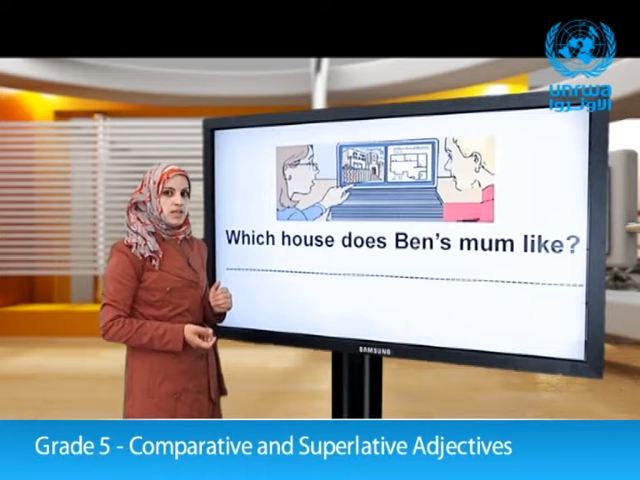 unrwa
الأونروا
Which house does Ben's mum like?
SAMSUNG
Grade 5 - Comparative and Superlative Adjectives